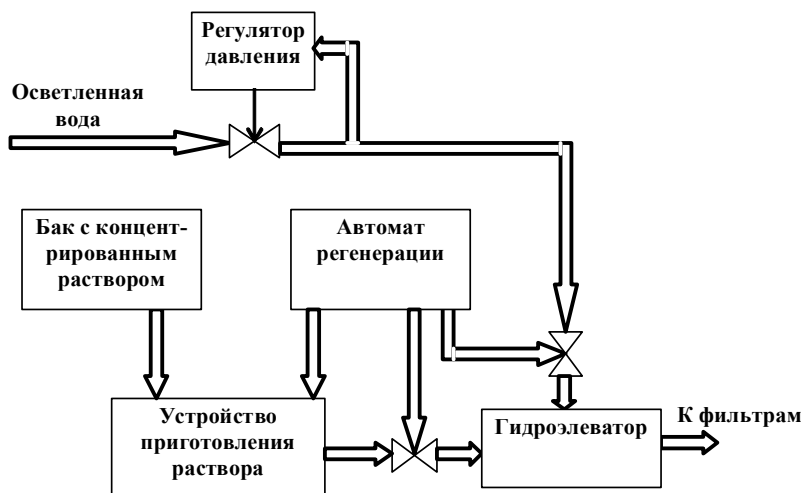 Регулятор
давления
Осветленная
вода
Бак с концент-
рированным
раствором
Автомат
регенерации
Устройство
приготовления
раствора
Гидроэлеватор
К фильтрам